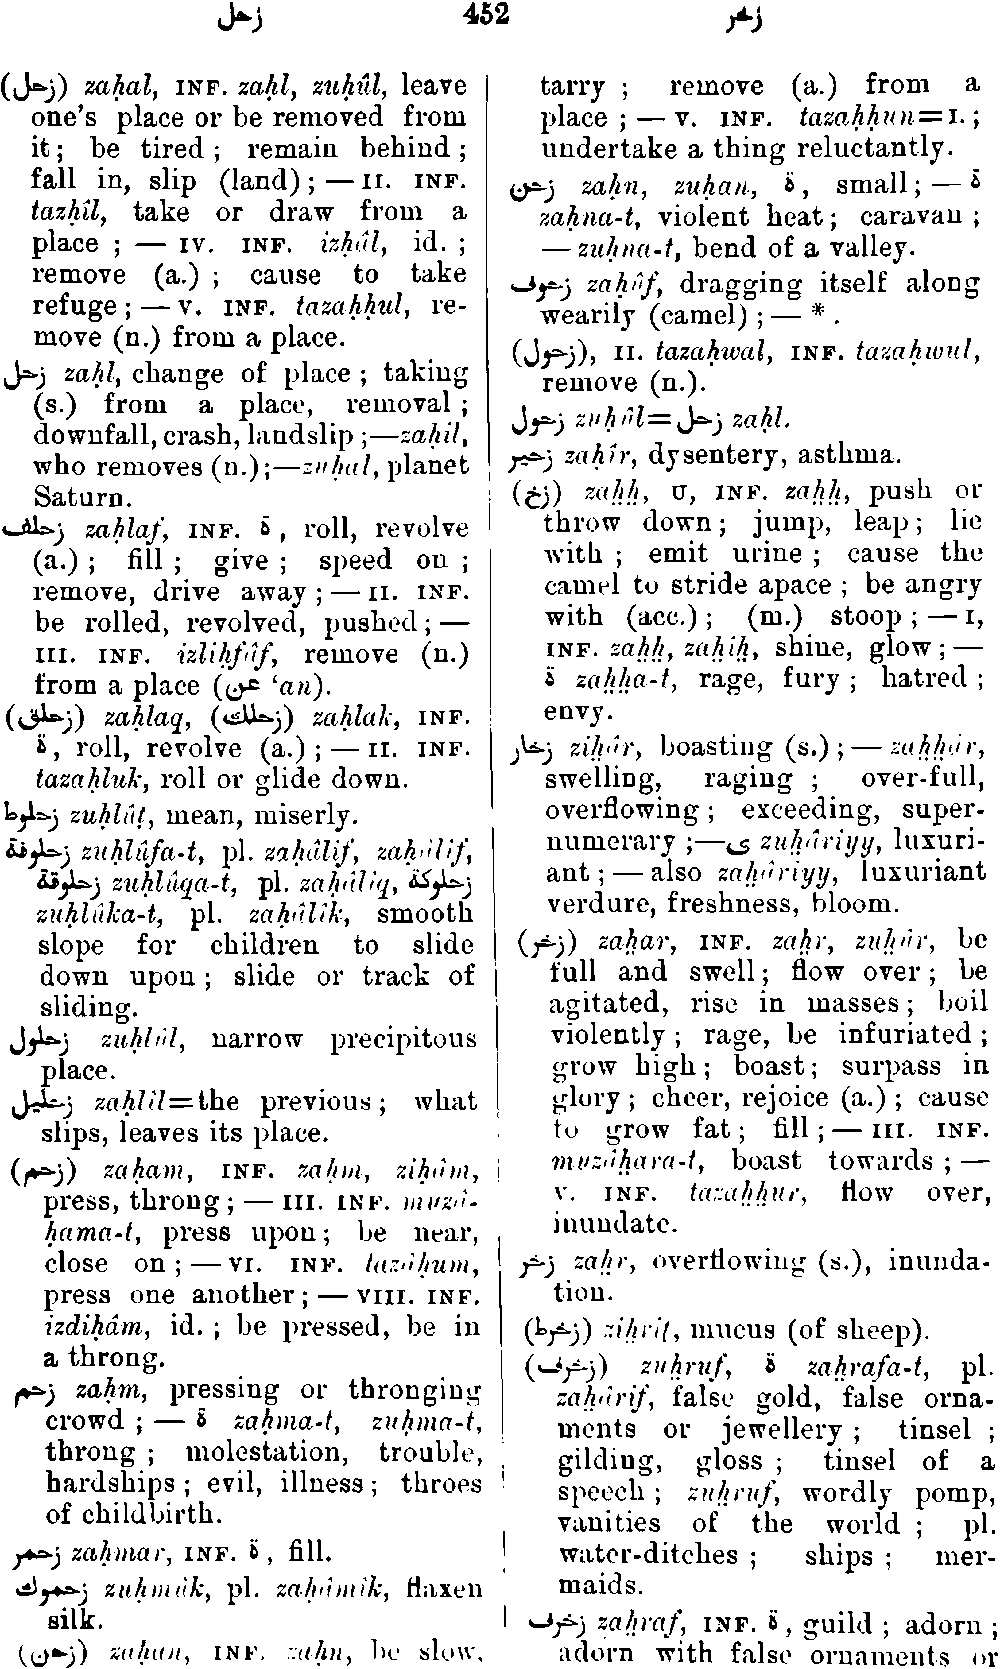 زحل 452 زخر
(زحل) zaḥal, INF. zaḥl, zuḥûl, leave
one's place or be removed from
it; be tired; remain behind;
fall in, slip (land); — II. INF.
tazḥîl, take or draw from a
place ; — IV. INF. izḥâl, id. ;
remove (a.) ; cause to take
refuge; — V. INF. tazaḥḥul, re-
move (n.) from a place.
زحل zaḥl, change of place ; taking
(s.) from a place, removal ;
downfall, crash, landslip ;—zaḥil,
who removes (n.);—zuḥal, planet
Saturn.
زحلف zaḥlaf, INF. ة, roll, revolve
(a.) ; fill ; give ; speed on ;
remove, drive away ; — II. INF.
be rolled, revolved, pushed; —
III. INF. izliḥfâf, remove (n.)
from a place (عن ‘an).
(زحلق) zaḥlaq, (زحلك) zaḥlak, INF.
ة, roll, revolve (a.) ; — II. INF.
tazaḥluk, roll or glide down.
زحلوط zuḥlûṭ, mean, miserly.
زحلوفة zuḥlûfa-t, pl. zaḥâlif, zaḥâlîf,
زحلوقة zuḥlûqa-t, pl. zaḥâlîq, زحلوكة
zuḥlûka-t, pl. zaḥâlîk, smooth
slope for children to slide
down upon ; slide or track of
sliding.
زحلول zuḥlûl, narrow precipitous
place.
زحليل zaḥlîl=the previous ; what
slips, leaves its place.
(زحم) zaḥam, INF. zaḥm, ziḥâm,
press, throng; — III. INF. muzâ-
ḥama-t, press upon; be near,
close on ; — VI. INF. tazâḥum,
press one another; — VIII. INF.
izdiḥâm, id. ; be pressed, be in
a throng.
زحم zaḥm, pressing or thronging
crowd ; — ة zaḥma-t, zuḥma-t,
throng ; molestation, trouble,
hardships ; evil, illness ; throes
of childbirth.
زحمر zaḥmar, INF. ة, fill.
زحموك zuḥmûk, pl. zaḥâmîk, flaxen
silk.
(زحن) zaḥan, INF. zaḥn, be slow,
tarry ; remove (a.) from a
place ; — V. INF. tazaḥḥun=I. ;
undertake a thing reluctantly.
زحن zaḥn, zuḥan, ة, small; — ة
zaḥna-t, violent heat; caravan ;
— zuḥna-t, bend of a valley.
زحوف zaḥûf, dragging itself along
wearily (camel) ; — * .
(زحول), II. tazaḥwal, INF. tazaḥwul,
remove (n.).
زحول zuḥûl=زحل zaḥl.
زحير zaḥîr, dysentery, asthma.
(زخ) zaḫḫ, U, INF. zaḫḫ, push or
throw down; jump, leap; lie
with ; emit urine ; cause the
camel to stride apace ; be angry
with (acc.) ; (m.) stoop ; — I,
INF. zaḫḫ, zaḫîḫ, shine, glow ; —
ة zaḫḫa-t, rage, fury ; hatred ;
envy.
زخار ziḫâr, boasting (s.) ; — zaḫḫâr,
swelling, raging ; over-full,
overflowing ; exceeding, super-
numerary ;—ى zuḫâriyy, luxuri-
ant ; — also zaḫâriyy, luxuriant
verdure, freshness, bloom.
(زخر) zaḫar, INF. zaḫr, zuḫûr, be
full and swell; flow over; be
agitated, rise in masses ; boil
violently ; rage, be infuriated ;
grow high ; boast ; surpass in
glory ; cheer, rejoice (a.) ; cause
to grow fat ; fill ; — III. INF.
muzâḫara-t, boast towards ; —
V. INF. tazaḫḫur, flow over,
inundate.
زخر zaḫr, overflowing (s.), inunda-
tion.
(زخرط) ziḫriṭ, mucus (of sheep).
(زخرف) zuḫruf, ة zaḫrafa-t, pl.
zaḫârif, false gold, false orna-
ments or jewellery ; tinsel ;
gilding, gloss ; tinsel of a
speech ; zuḫruf, wordly pomp,
vanities of the world ; pl.
water-ditches ; ships ; mer-
maids.
زخرف zaḫraf, INF. ة, guild ; adorn ;
adorn with false ornaments or